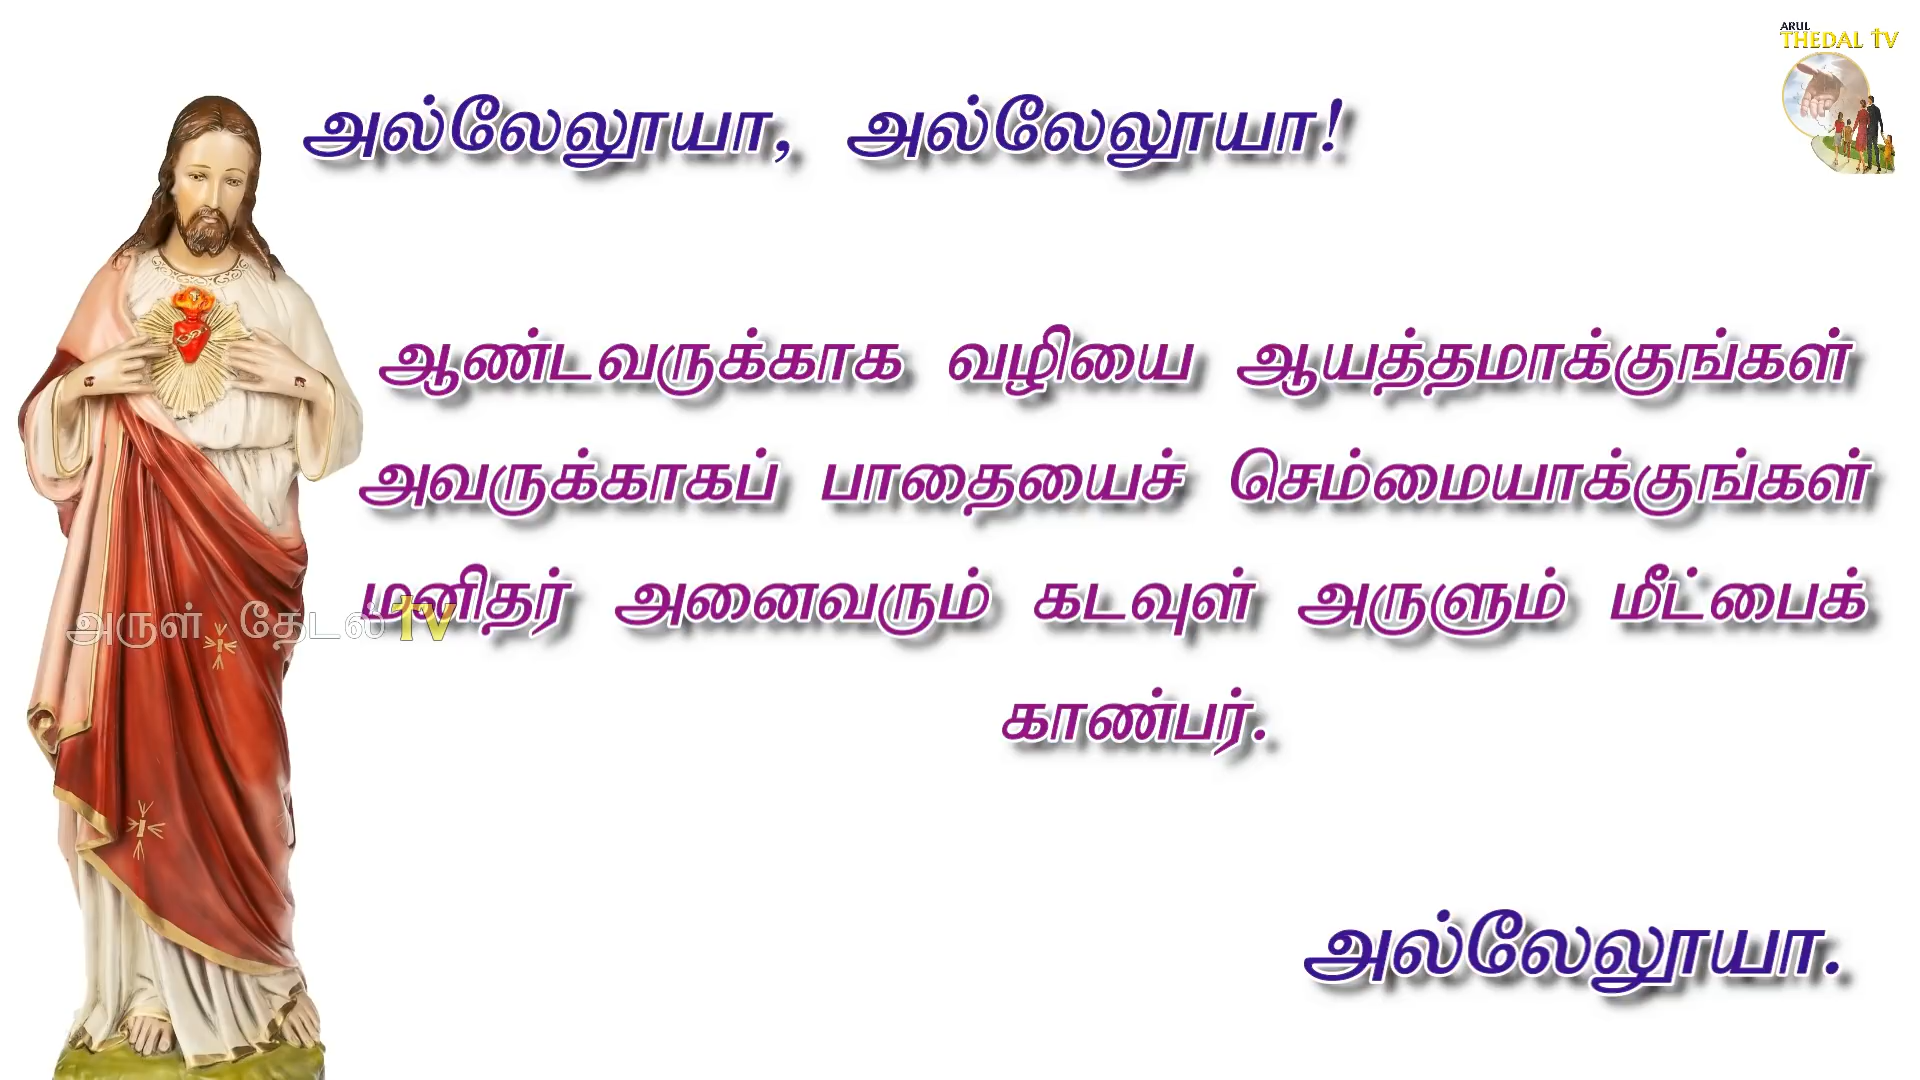 ARUL
THEDAL TV
அல்லேலூயா, அல்லேலூயா!
ஆண்டவருக்காக வழியை ஆயத்தமாக்குங்கள்
அவருக்காகப் பாதையைச் செம்மையாக்குங்கள்
மனிதர் அனைவரும் கடவுள் அருளும் மீட்பைக்
காண்பர்.
அருள் தேடல் TV
அல்லேலூயா.